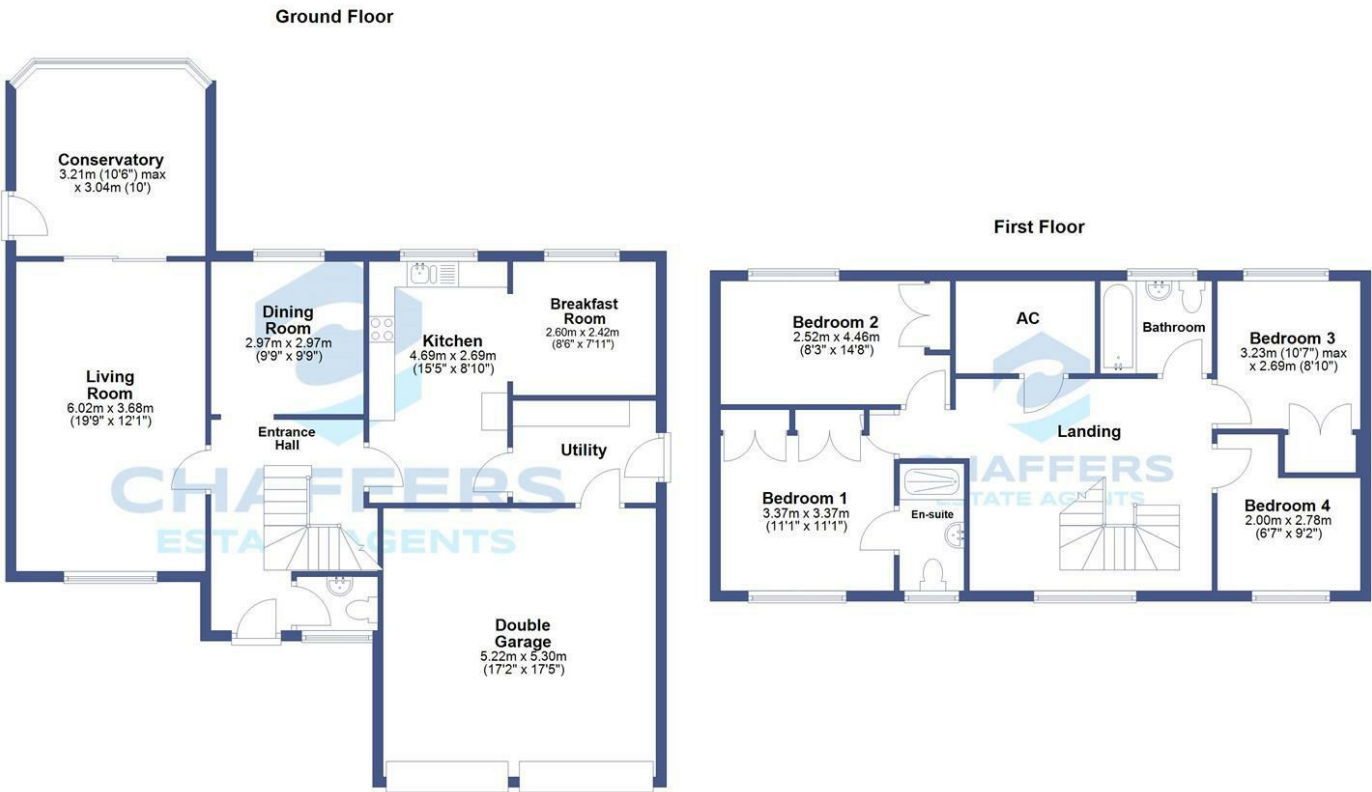 Ground Floor
Conservatory
3.21m (10'6") max
x 3.04m (10')
Dining
Room
2.97m x 2.97m
(9'9" x 9'9")
Kitchen
4.69m x 2.69m
(15'5" x 8'10")
Breakfast
Room
2.60m x 2.42m
(8'6" x 7'11")
Living
Room
6.02m x 3.68m
(19'9" x 12'1")
Entrance
Hall
Utility
CHAFFERS
ESTATE AGENTS
Double
Garage
5.22m x 5.30m
(17'2" x 17'5")
First Floor
Bedroom 2
2.52m x 4.46m
(8'3" x 14'8")
AC
Bathroom
Bedroom 3
3.23m (10'7") max
x 2.69m (8'10")
Landing
CHAFFERS
ESTATE AGENTS
Bedroom 1
3.37m x 3.37m
(11'1" x 11'1")
En-suite
Bedroom 4
2.00m x 2.78m
(6'7" x 9'2")